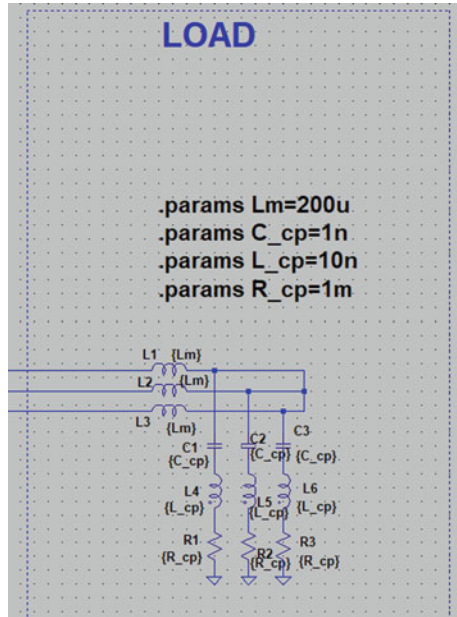 LOAD
.params Lm=200u
.params C_cp=1n
.params L_cp=10n
.params R_cp=1m
L1 {Lm}
L2 {Lm}
L3 {Lm}
C1 {C_cp}
C2 {C_cp}
C3 {C_cp}
L4 {L_cp}
L5 {L_cp}
L6 {L_cp}
R1 {R_cp}
R2 {R_cp}
R3 {R_cp}